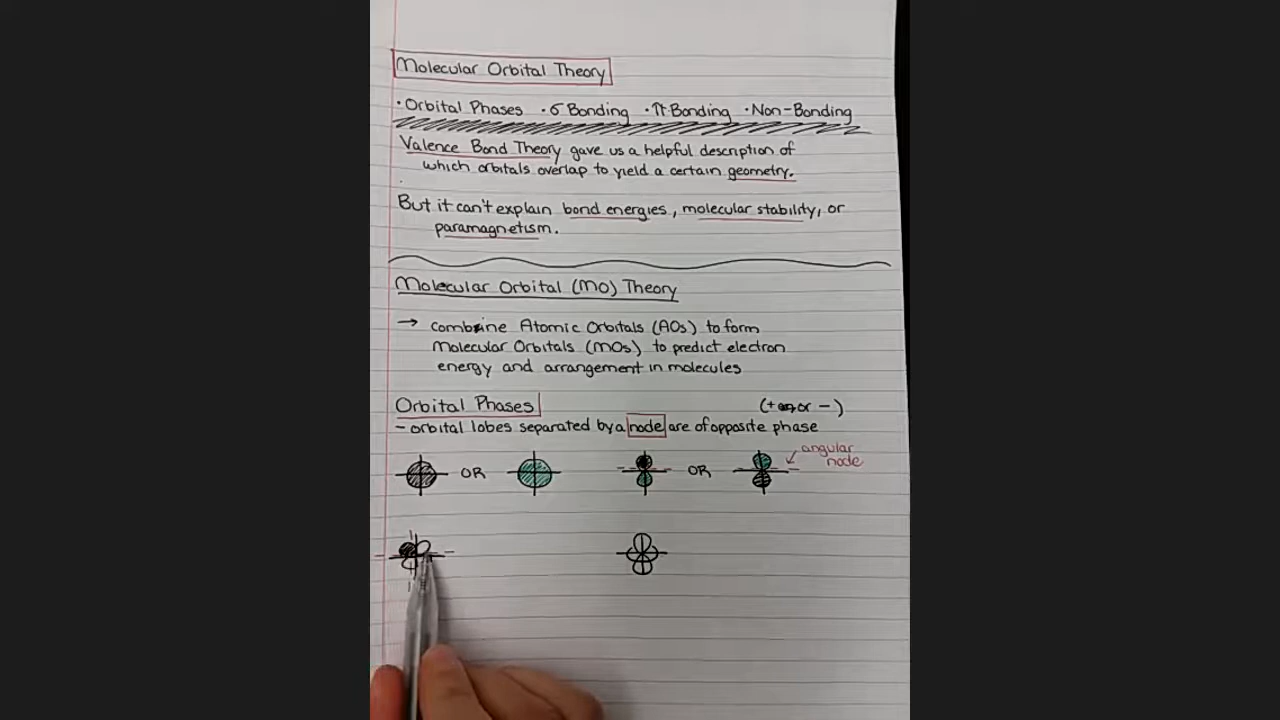 Molecular Orbital Theory
• Orbital Phases • σ Bonding • π Bonding • Non-Bonding
Valence Bond Theory gave us a helpful description of
which orbitals overlap to yield a certain geometry.
But it can't explain bond energies, molecular stability, or
paramagnetism.
Molecular Orbital (MO) Theory
→ combine Atomic Orbitals (AOs) to form
Molecular Orbitals (MOs) to predict electron
energy and arrangement in molecules
Orbital Phases (+ or -)
- orbital lobes separated by a node are of opposite phase
OR OR angular
node